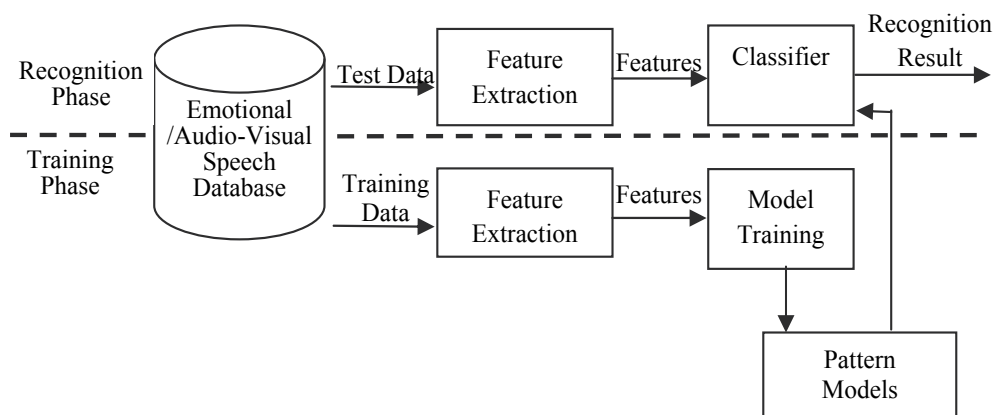 Recognition
Phase
Training
Phase
Emotional
/Audio-Visual
Speech
Database
Test Data
Feature
Extraction
Features
Classifier
Recognition
Result
Training
Data
Feature
Extraction
Features
Model
Training
Pattern
Models